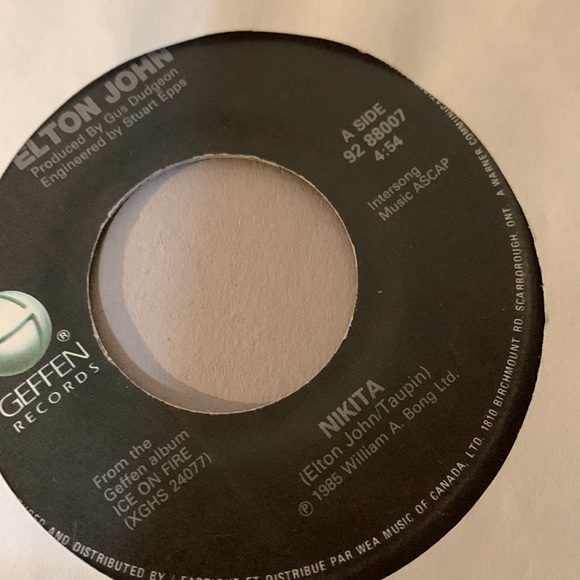 ELTON JOHN
Produced By Gus Dudgeon
Engineered by Stuart Epps
A SIDE
92 88007
4:54
Intersong
Music ASCAP
GEFFEN ®
RECORDS
From the
Geffen album
ICE ON FIRE
(XGHS 24077)
NIKITA
(Elton John/Taupin)
℗ 1985 William A. Bong Ltd.
AND DISTRIBUTED BY / FABRIQUE ET DISTRIBUE PAR WEA MUSIC OF CANADA, LTD. 1810 BIRCHMOUNT RD. SCARBOROUGH, ONT. A WARNER